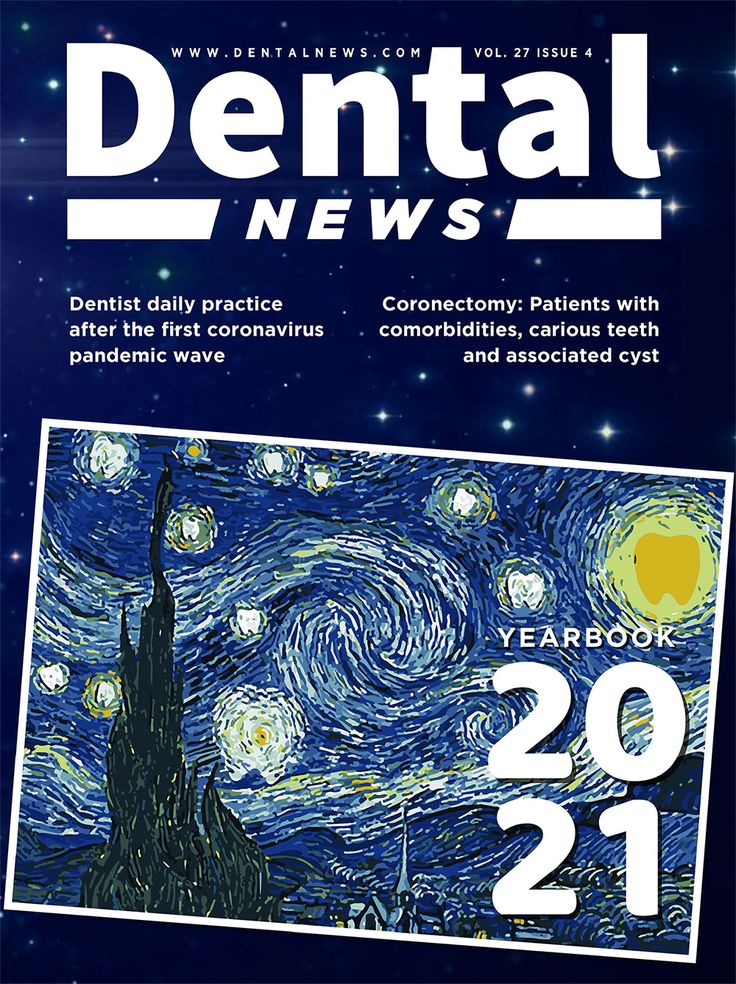 WWW.DENTALNEWS.COM
VOL. 27 ISSUE 4
Dental
NEWS
Dentist daily practice
after the first coronavirus
pandemic wave
Coronectomy: Patients with
comorbidities, carious teeth
and associated cyst
YEARBOOK
20
21